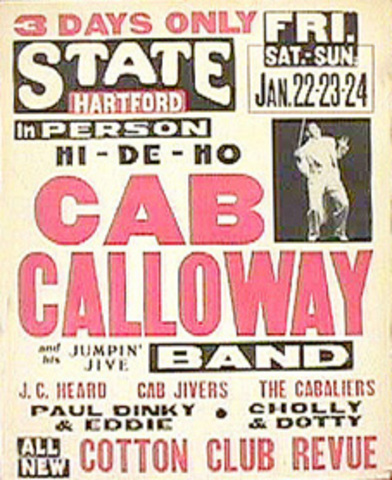 3 DAYS ONLY
FRI.
STATE
SAT.-SUN.
HARTFORD
JAN. 22-23-24
In PERSON
HI-DE-HO
CAB
CALLOWAY
and his JUMPIN' JIVE BAND
J. C. HEARD CAB JIVERS THE CABALIERS
PAUL DINKY & EDDIE • CHOLLY & DOTTY
ALL NEW COTTON CLUB REVUE